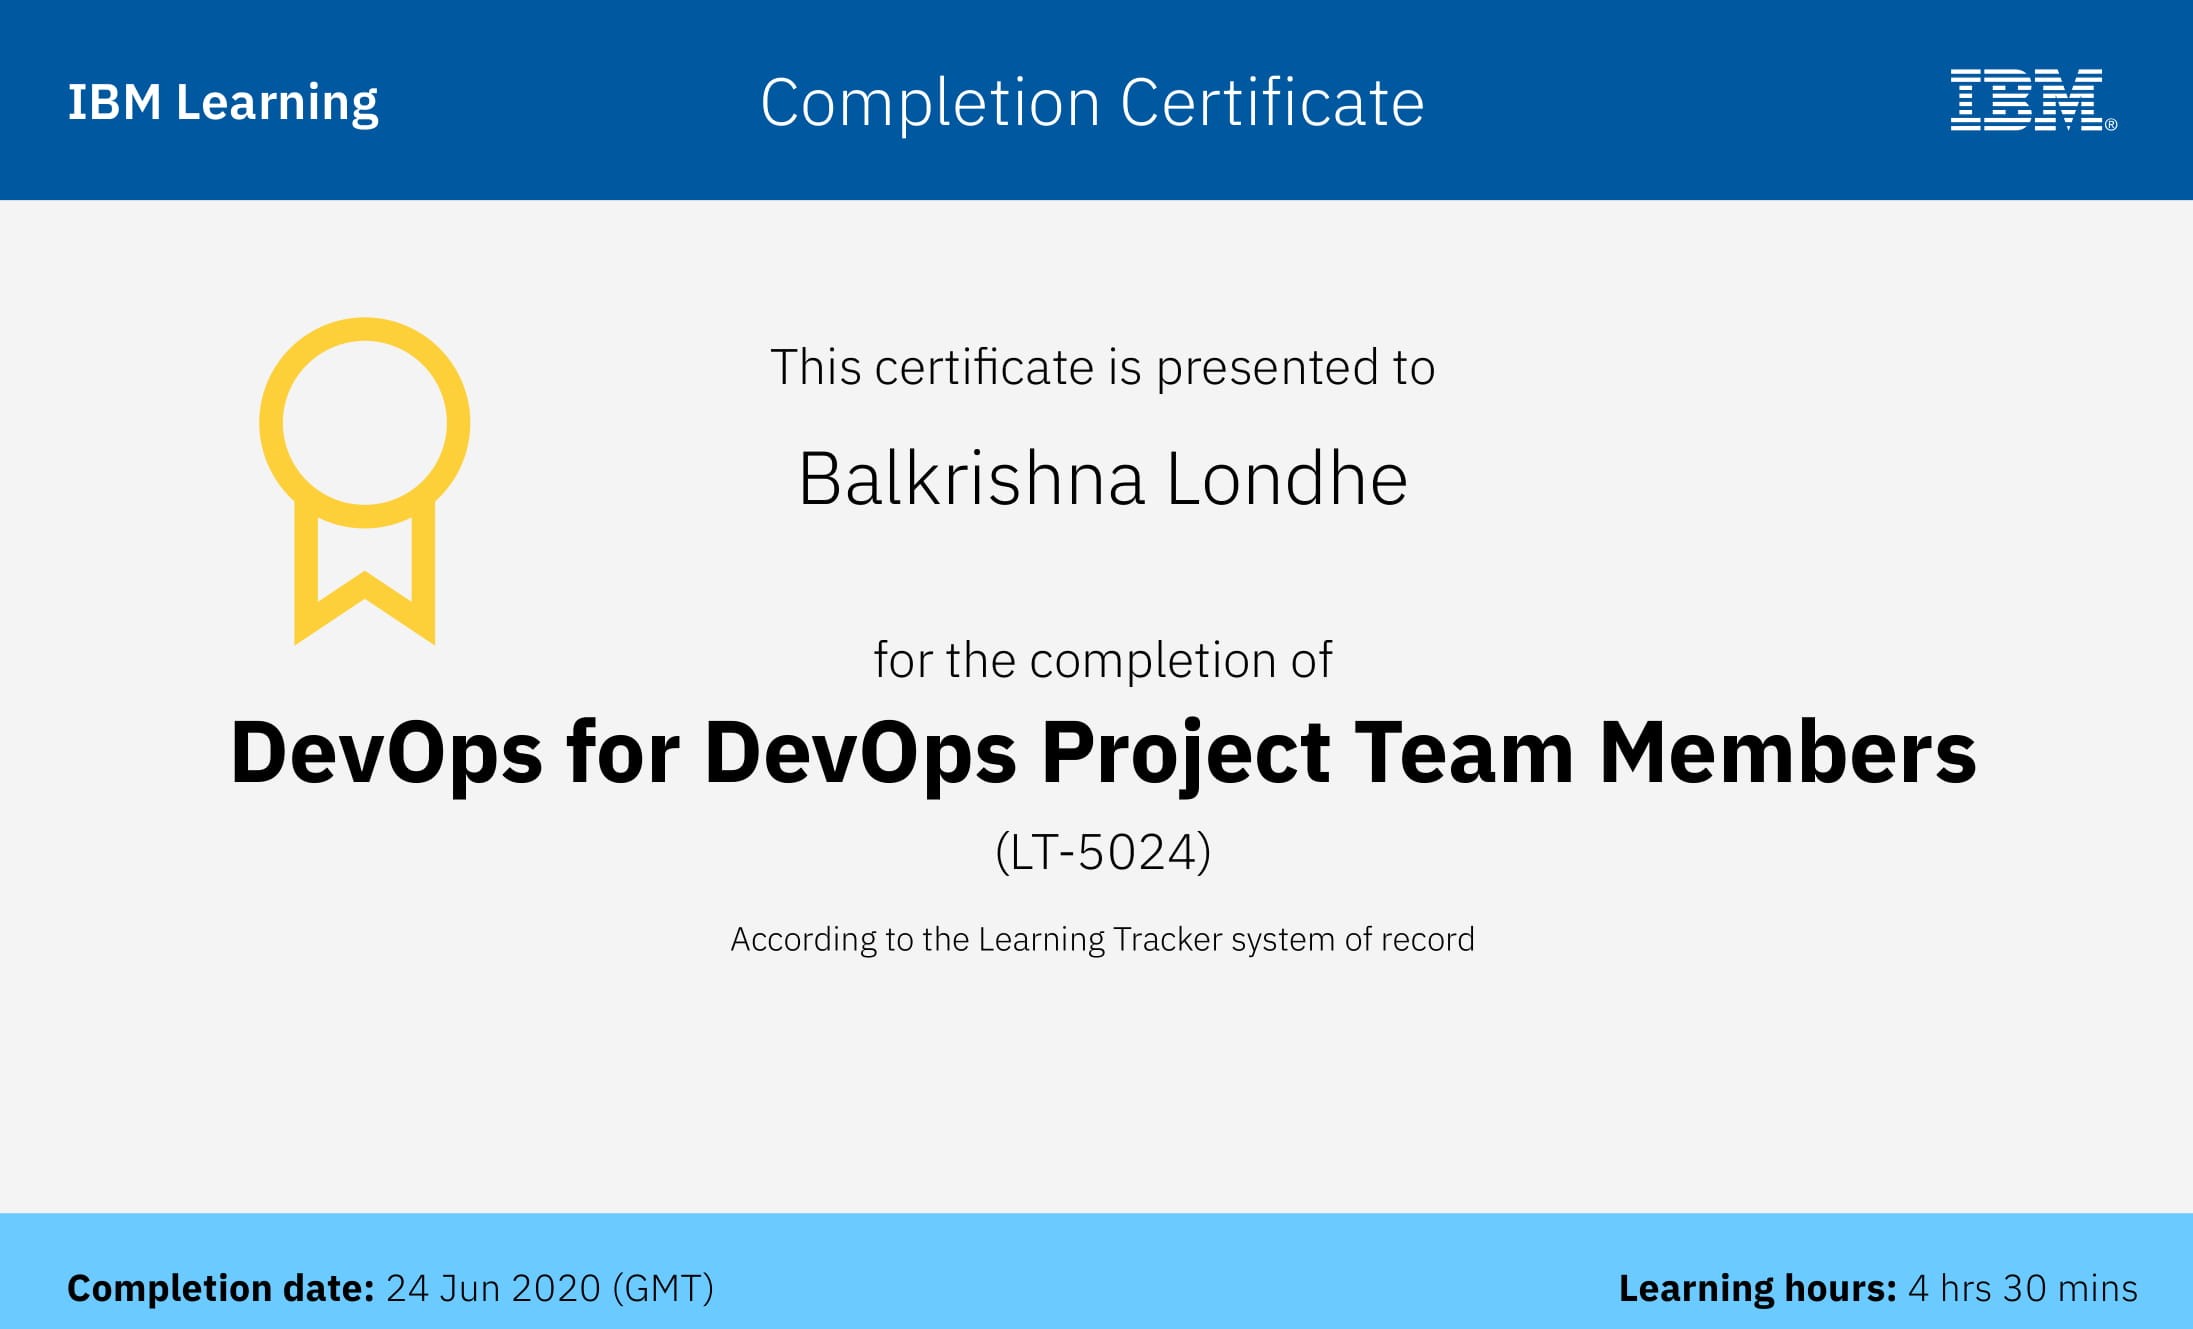 IBM Learning
Completion Certificate
IBM®
This certificate is presented to
Balkrishna Londhe
for the completion of
DevOps for DevOps Project Team Members
(LT-5024)
According to the Learning Tracker system of record
Completion date: 24 Jun 2020 (GMT)
Learning hours: 4 hrs 30 mins